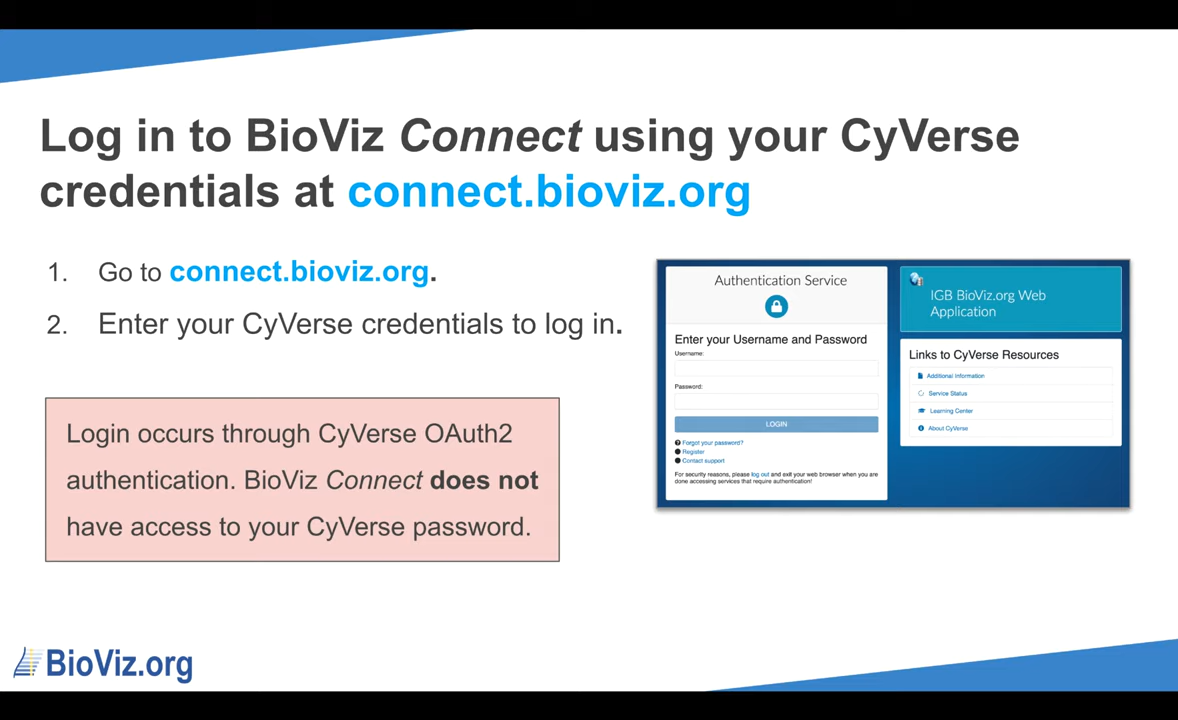 Log in to BioViz Connect using your CyVerse
credentials at connect.bioviz.org
1. Go to connect.bioviz.org.
2. Enter your CyVerse credentials to log in.
Login occurs through CyVerse OAuth2
authentication. BioViz Connect does not
have access to your CyVerse password.
Authentication Service
Enter your Username and Password
Username:
Password:
LOGIN
Forgot your password?
Register
Contact support
For security reasons, please log out and exit your web browser when you are
done accessing services that require authentication!
IGB BioViz.org Web
Application
Links to CyVerse Resources
Additional Information
Service Status
Learning Center
About CyVerse
BioViz.org